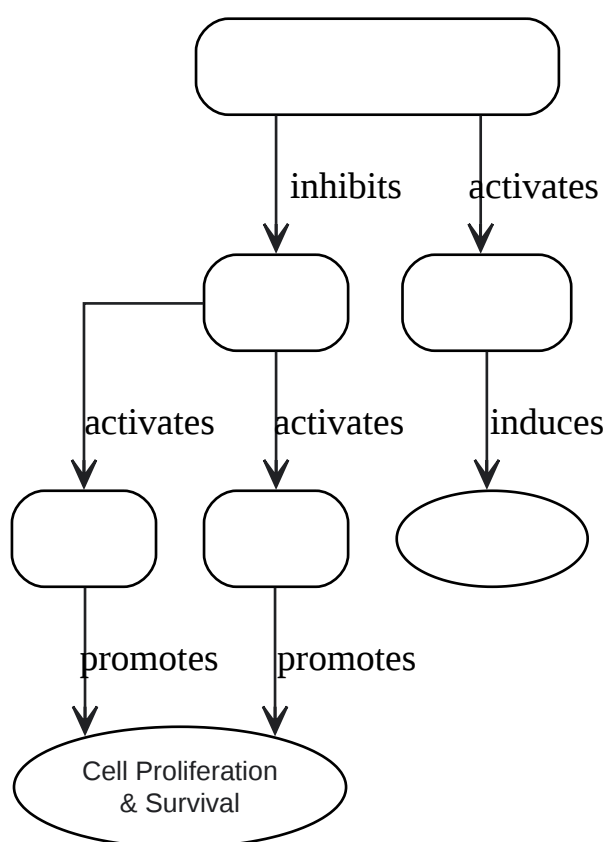 inhibits
activates
activates
activates
induces
promotes
promotes
Cell Proliferation
& Survival